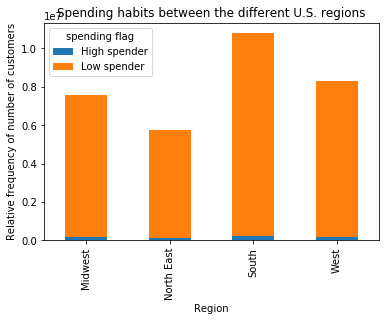 Spending habits between the different U.S. regions
1e7
spending flag
High spender
Low spender
Relative frequency of number of customers
1.0
0.8
0.6
0.4
0.2
0.0
Midwest
North East
South
West
Region